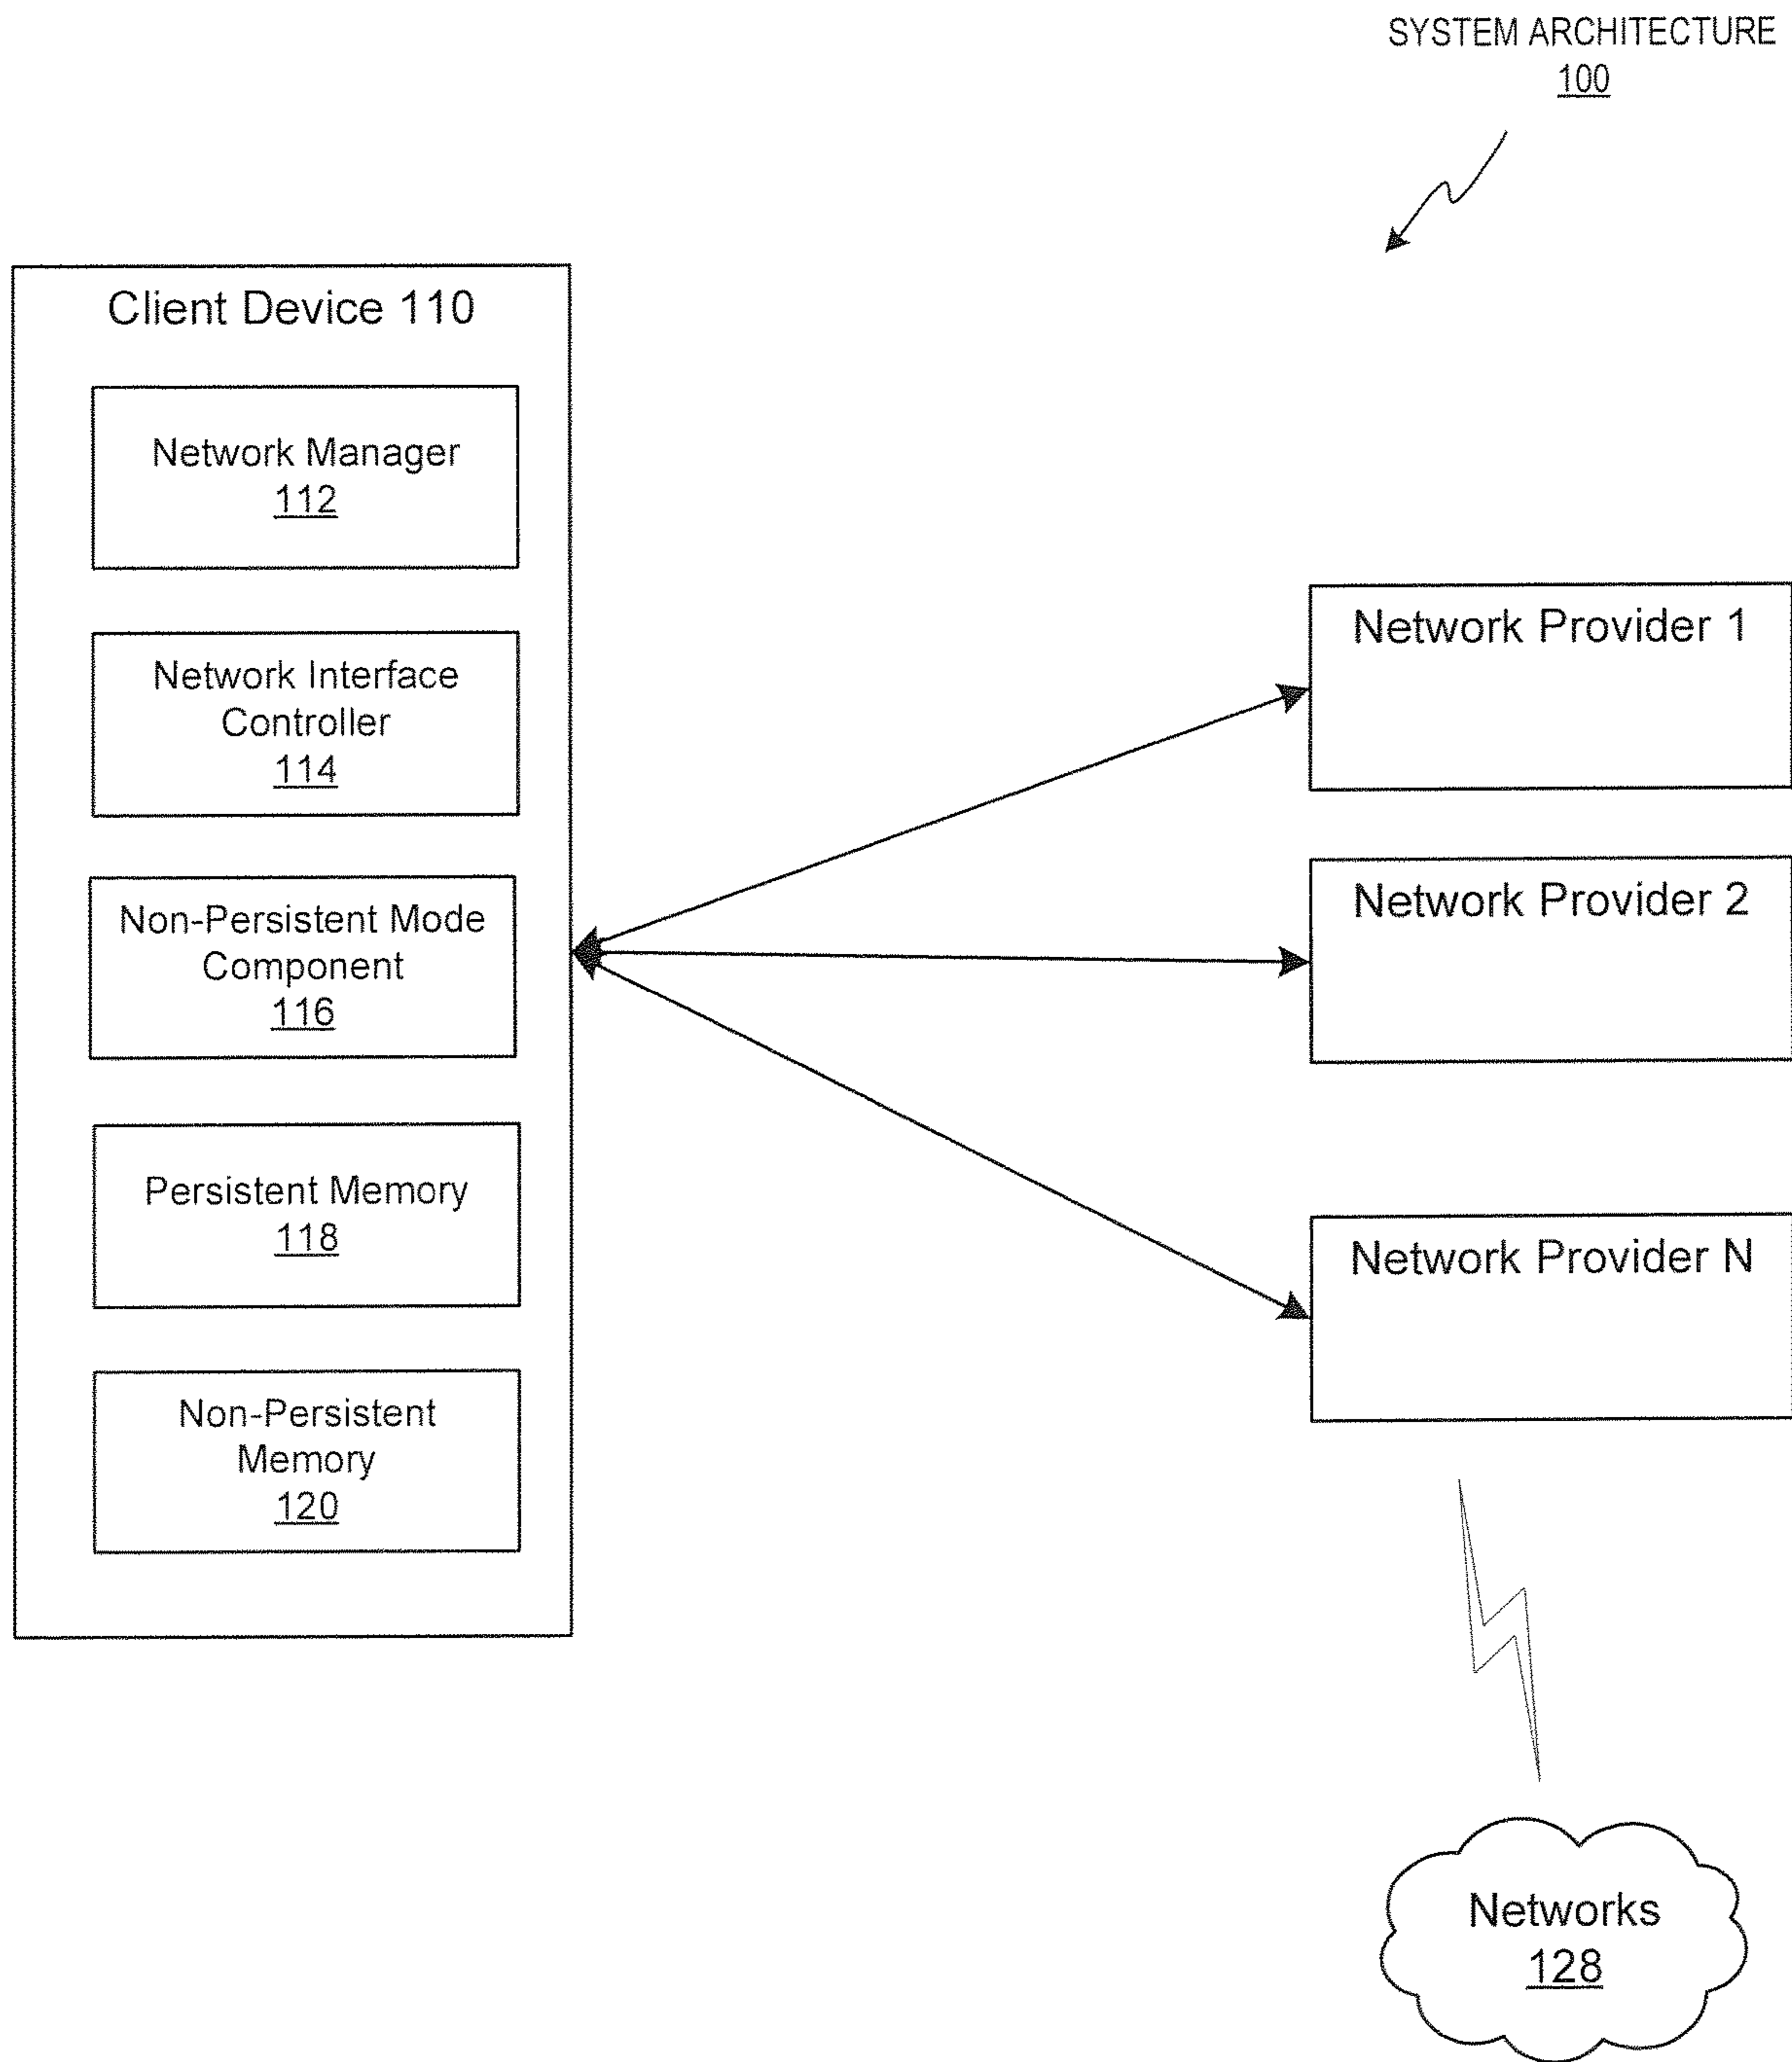 SYSTEM ARCHITECTURE
100
Client Device 110
Network Manager
112
Network Interface
Controller
114
Non-Persistent Mode
Component
116
Persistent Memory
118
Non-Persistent
Memory
120
Network Provider 1
Network Provider 2
Network Provider N
Networks
128